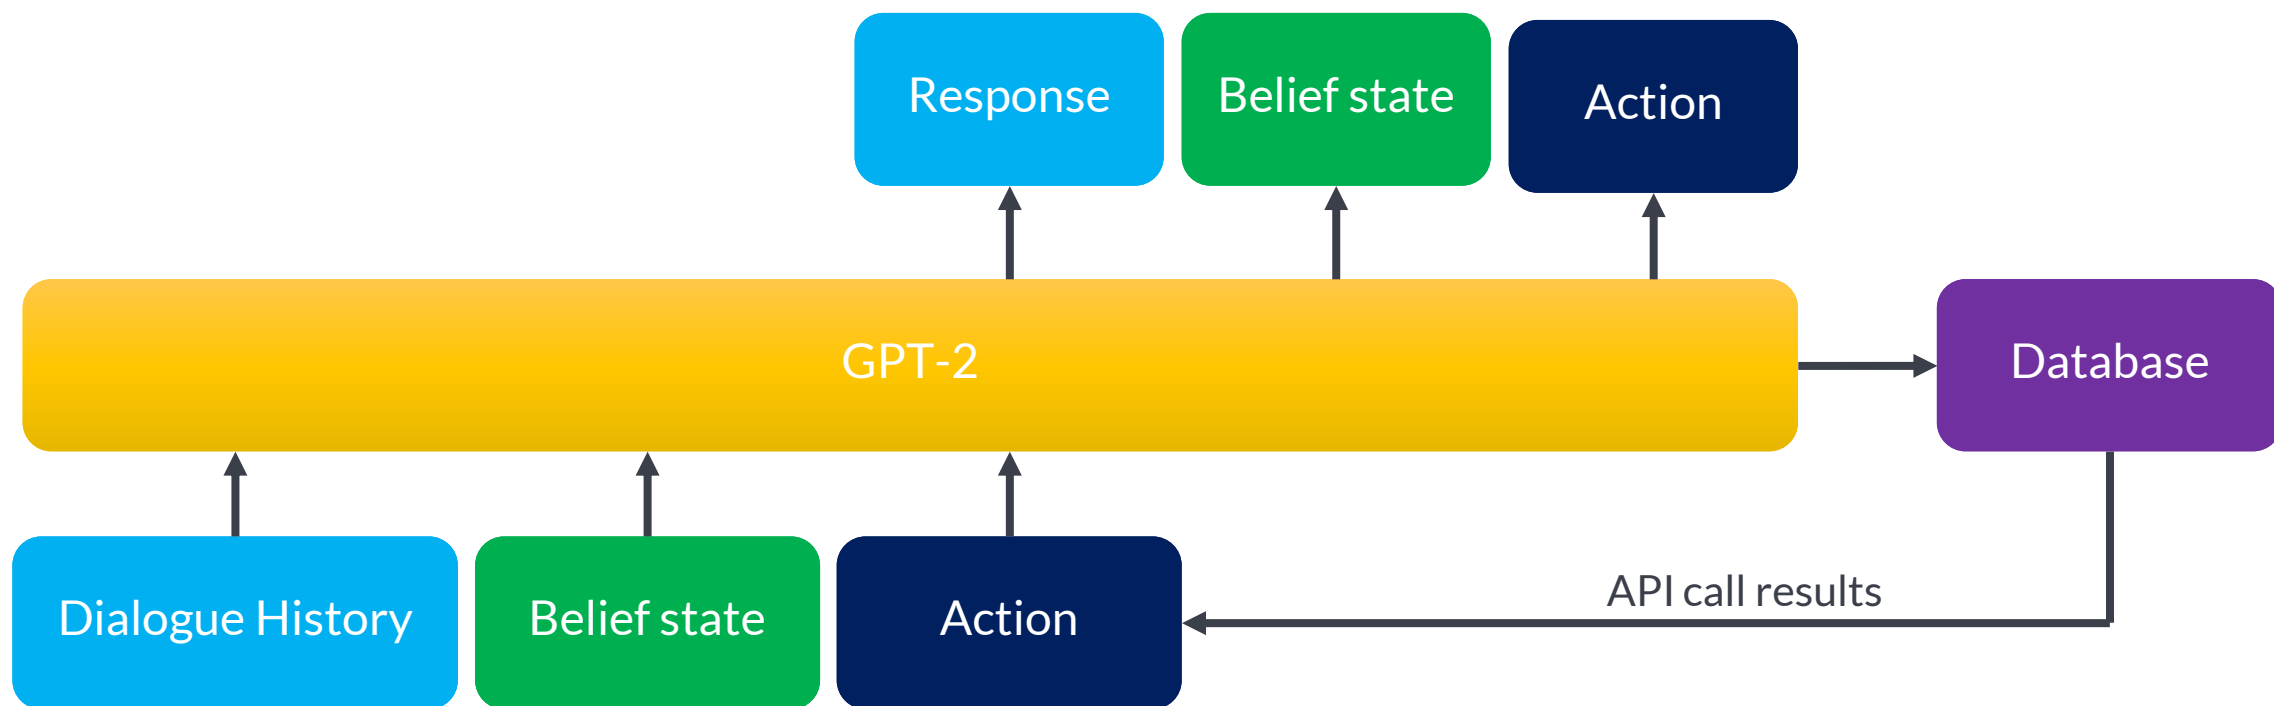 Response
Belief state
Action
GPT-2
Database
API call results
Dialogue History
Belief state
Action